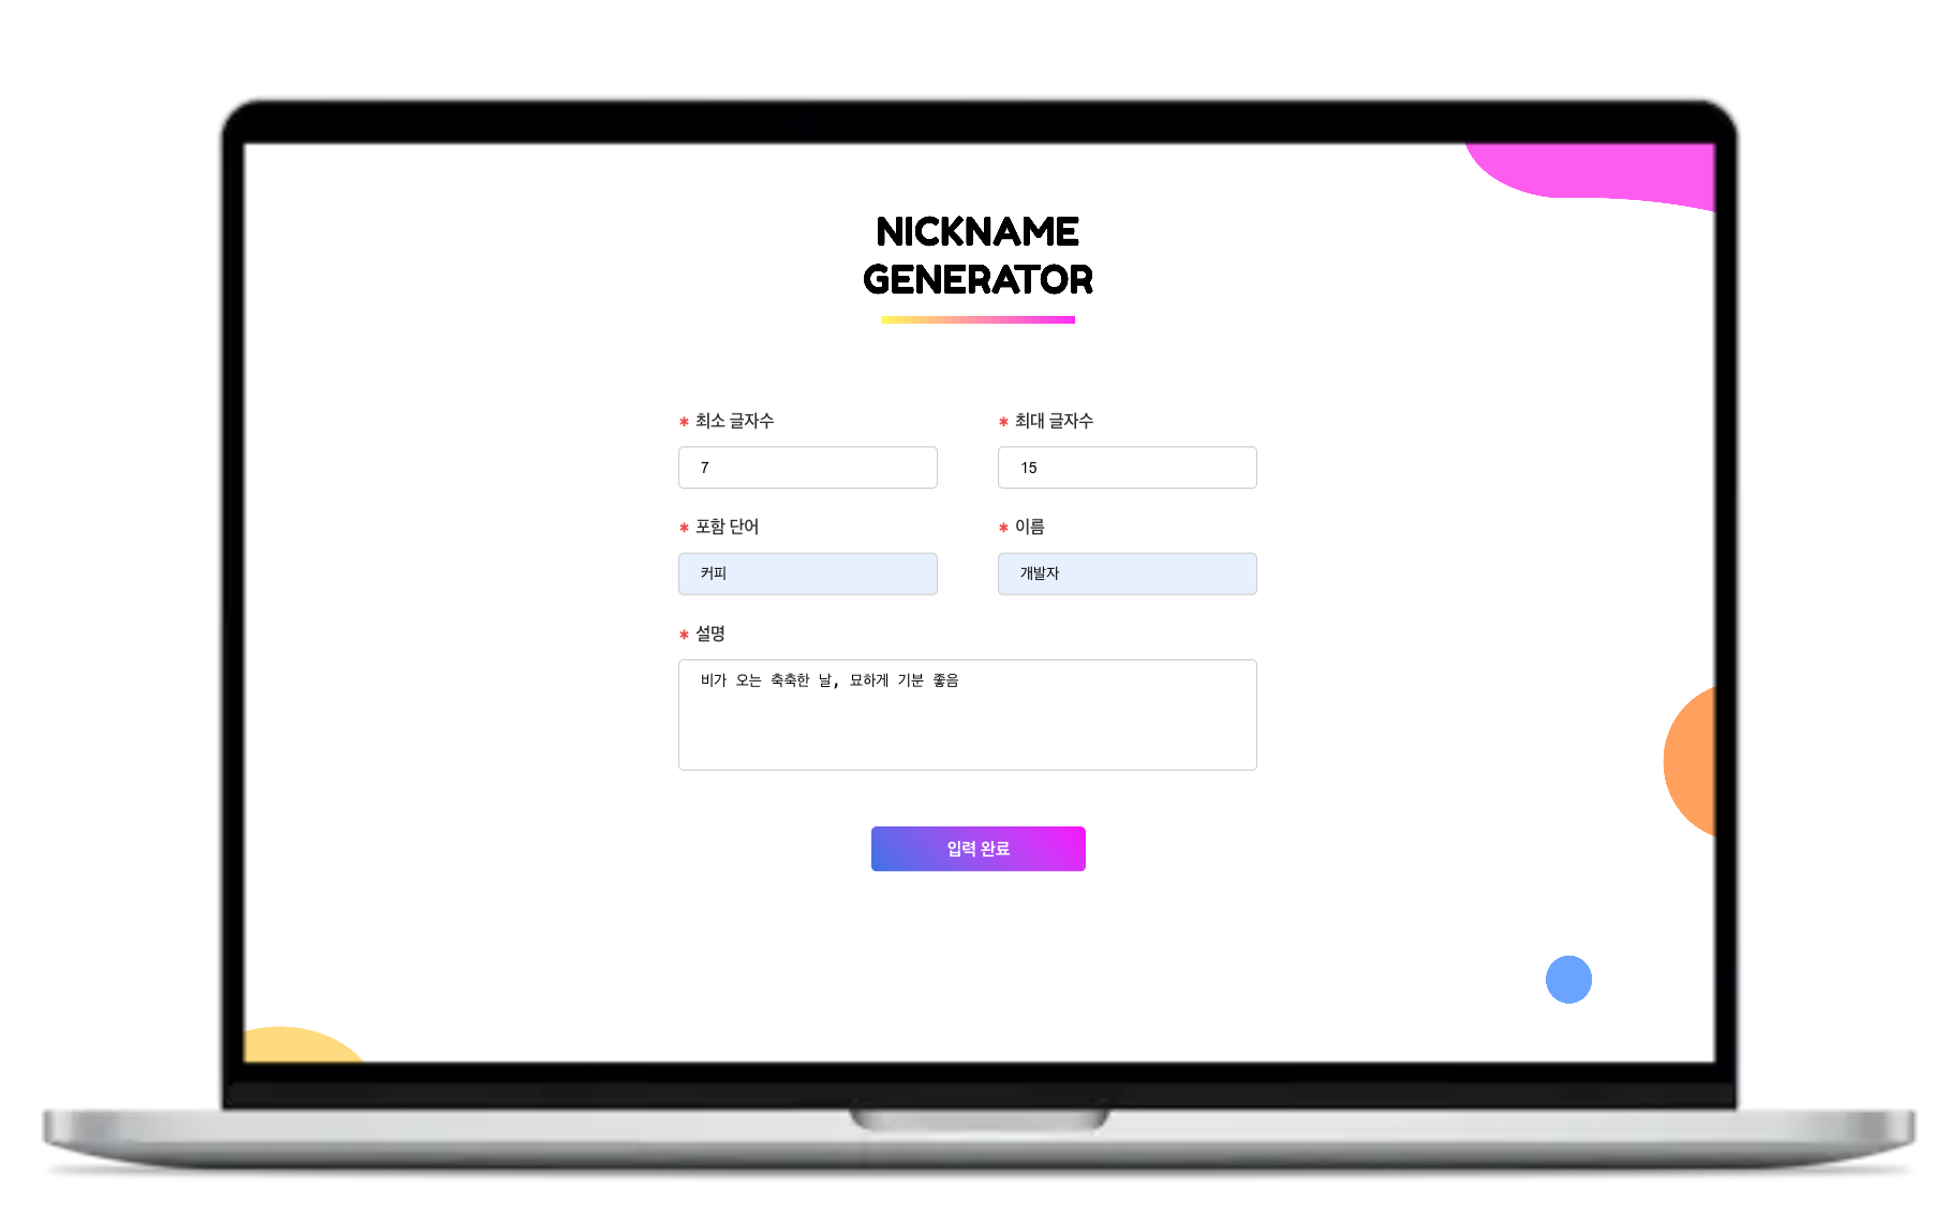 NICKNAME
GENERATOR
* 최소 글자수
* 최대 글자수
7
15
* 포함 단어
* 이름
커피
개발자
* 설명
비가 오는 축축한 날, 묘하게 기분 좋음
입력 완료